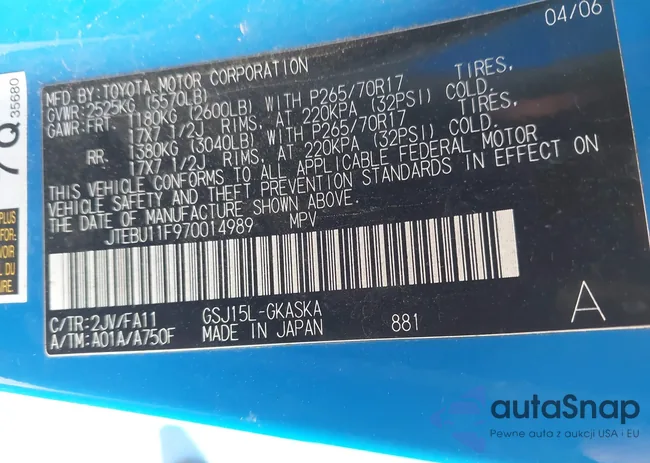 04/06
MFD. BY: TOYOTA MOTOR CORPORATION
GVWR: 2525KG (5570LB)
GAWR: FRT. 1180KG (2600LB) WITH P265/70R17 TIRES,
17X7 1/2J RIMS, AT 220KPA (32PSI) COLD.
RR. 1380KG (3040LB) WITH P265/70R17 TIRES,
17X7 1/2J RIMS, AT 220KPA (32PSI) COLD.
THIS VEHICLE CONFORMS TO ALL APPLICABLE FEDERAL MOTOR
VEHICLE SAFETY AND THEFT PREVENTION STANDARDS IN EFFECT ON
THE DATE OF MANUFACTURE SHOWN ABOVE.
JTEBU11F970014989 MPV
C/TR: 2JV/FA11 GSJ15L-GKASKA
A/TM: A01A/A750F MADE IN JAPAN 881
A
35680
PLUS
FOR:
autaSnap
Pewne auta z aukcji USA · EU